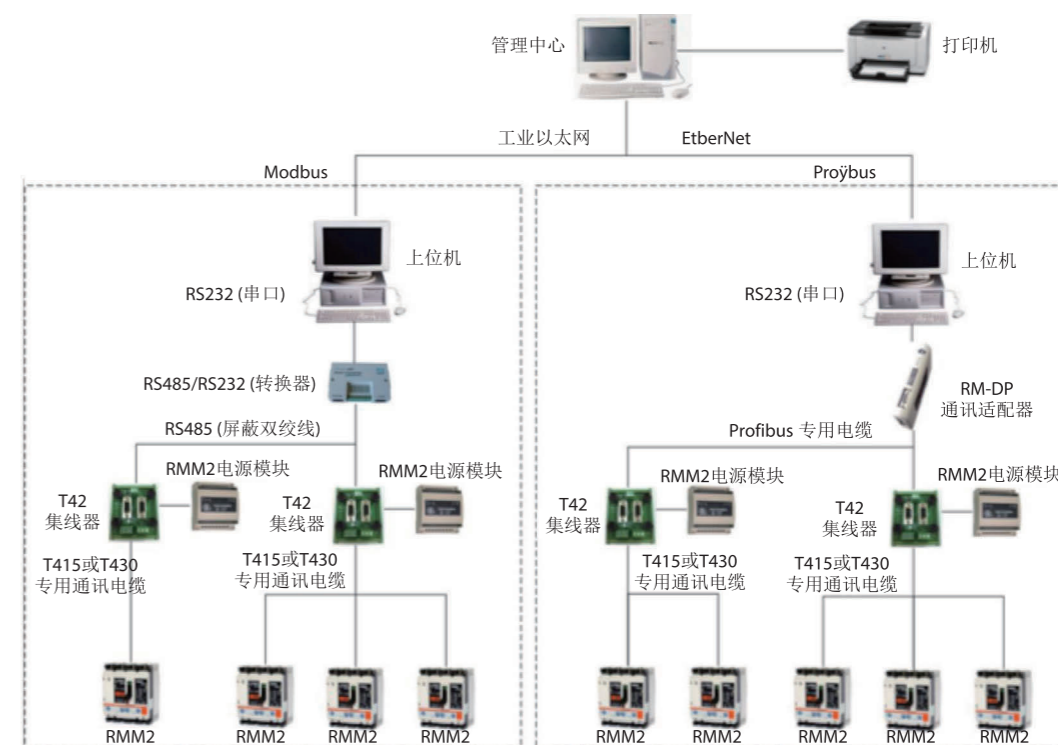 管理中心
打印机
工业以太网
EtberNet
Modbus
Proÿbus
上位机
RS232 (串口)
RS485/RS232 (转换器)
RS485 (屏蔽双绞线)
RMM2电源模块
RMM2电源模块
T42
集线器
T42
集线器
T415或T430
专用通讯电缆
T415或T430
专用通讯电缆
RMM2
RMM2
RMM2
RMM2
上位机
RS232 (串口)
RM-DP
通讯适配器
Profibus 专用电缆
RMM2电源模块
RMM2电源模块
T42
集线器
T42
集线器
T415或T430
专用通讯电缆
T415或T430
专用通讯电缆
RMM2
RMM2
RMM2
RMM2
RMM2